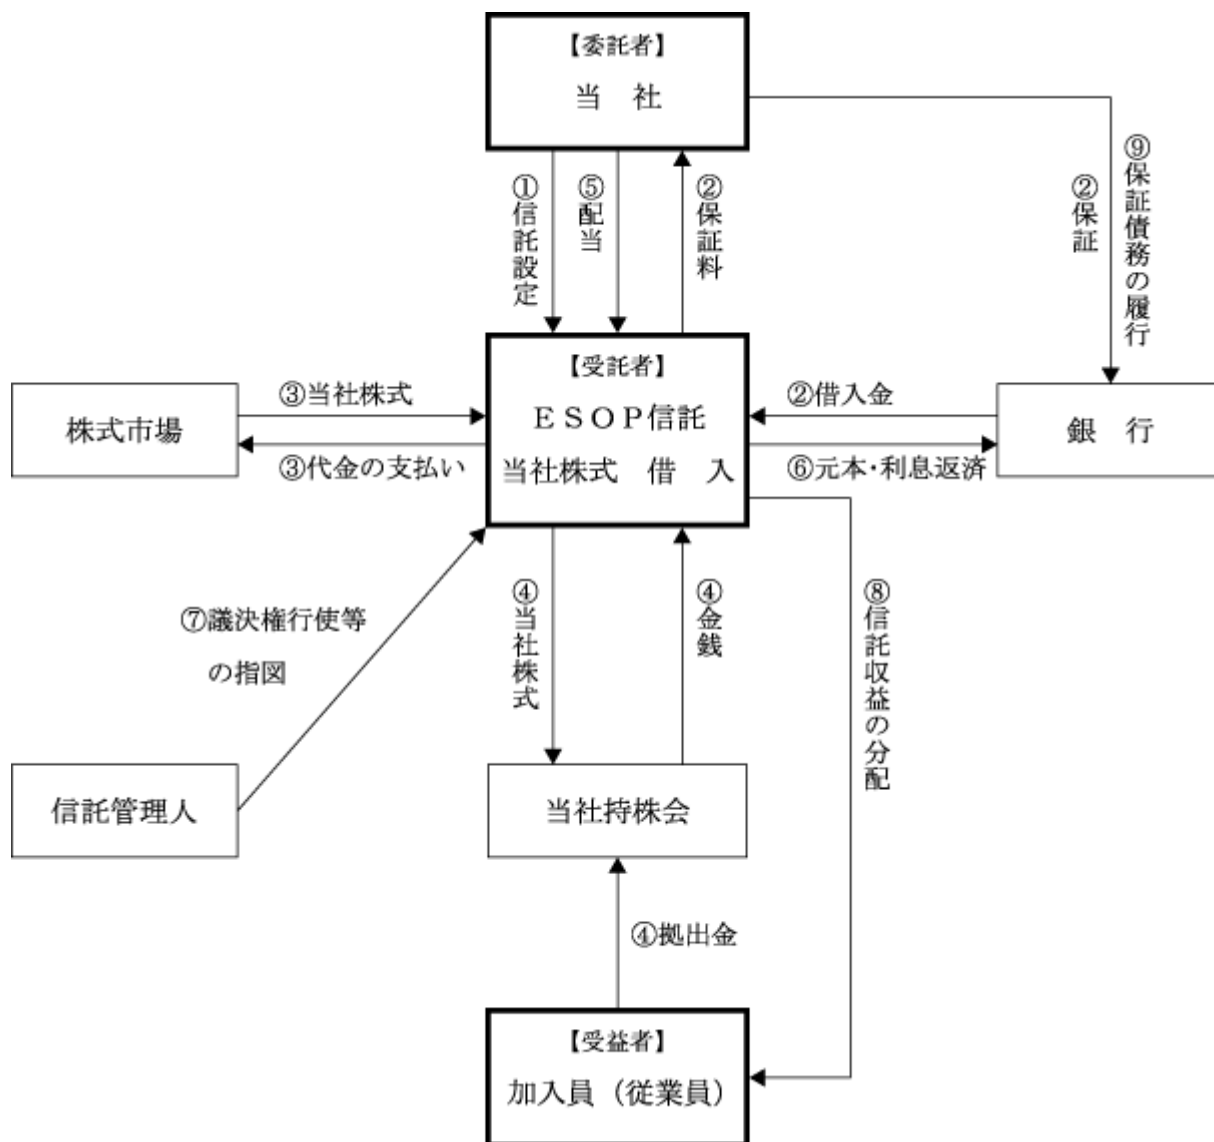 【委託者】
当　社
①信託設定
⑤配当
②保証料
②保証
⑨保証債務の履行
【受託者】
ＥＳＯＰ信託
当社株式　借　入
株式市場
③当社株式
③代金の支払い
②借入金
⑥元本・利息返済
銀　行
⑦議決権行使等
の指図
④当社株式
④金銭
⑧信託収益の分配
信託管理人
当社持株会
④拠出金
【受益者】
加入員（従業員）